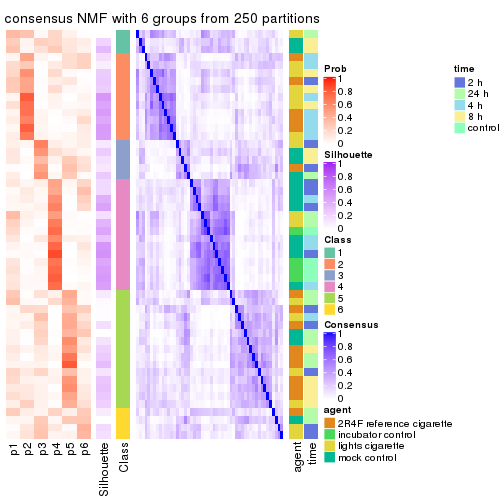 consensus NMF with 6 groups from 250 partitions
Prob
1
0.8
0.6
0.4
0.2
0
Silhouette
1
0.8
0.6
0.4
0.2
0
Class
1
2
3
4
5
6
Consensus
1
0.8
0.6
0.4
0.2
0
agent
2R4F reference cigarette
incubator control
lights cigarette
mock control
time
2 h
24 h
4 h
8 h
control
p1
p2
p3
p4
p5
p6
Silhouette
Class
agent
time